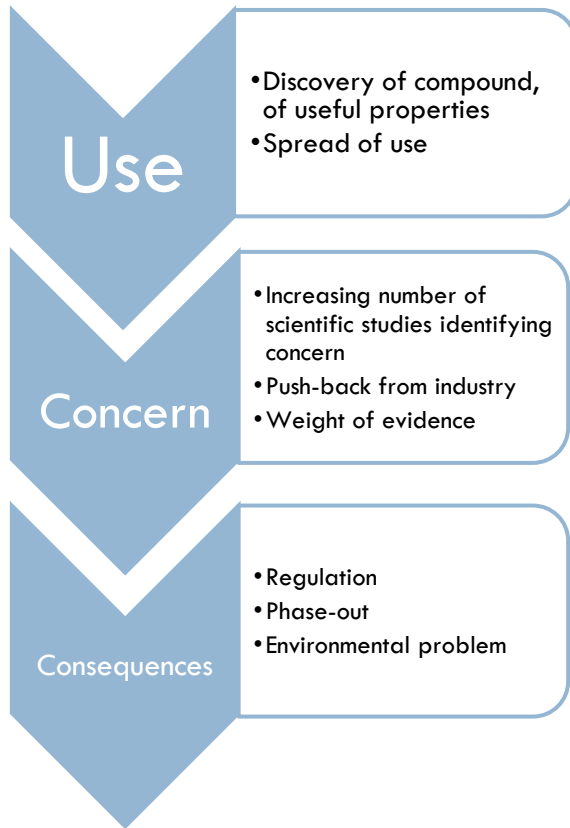 Use
•Discovery of compound,
of useful properties
•Spread of use
Concern
•Increasing number of
scientific studies identifying
concern
•Push-back from industry
•Weight of evidence
Consequences
•Regulation
•Phase-out
•Environmental problem